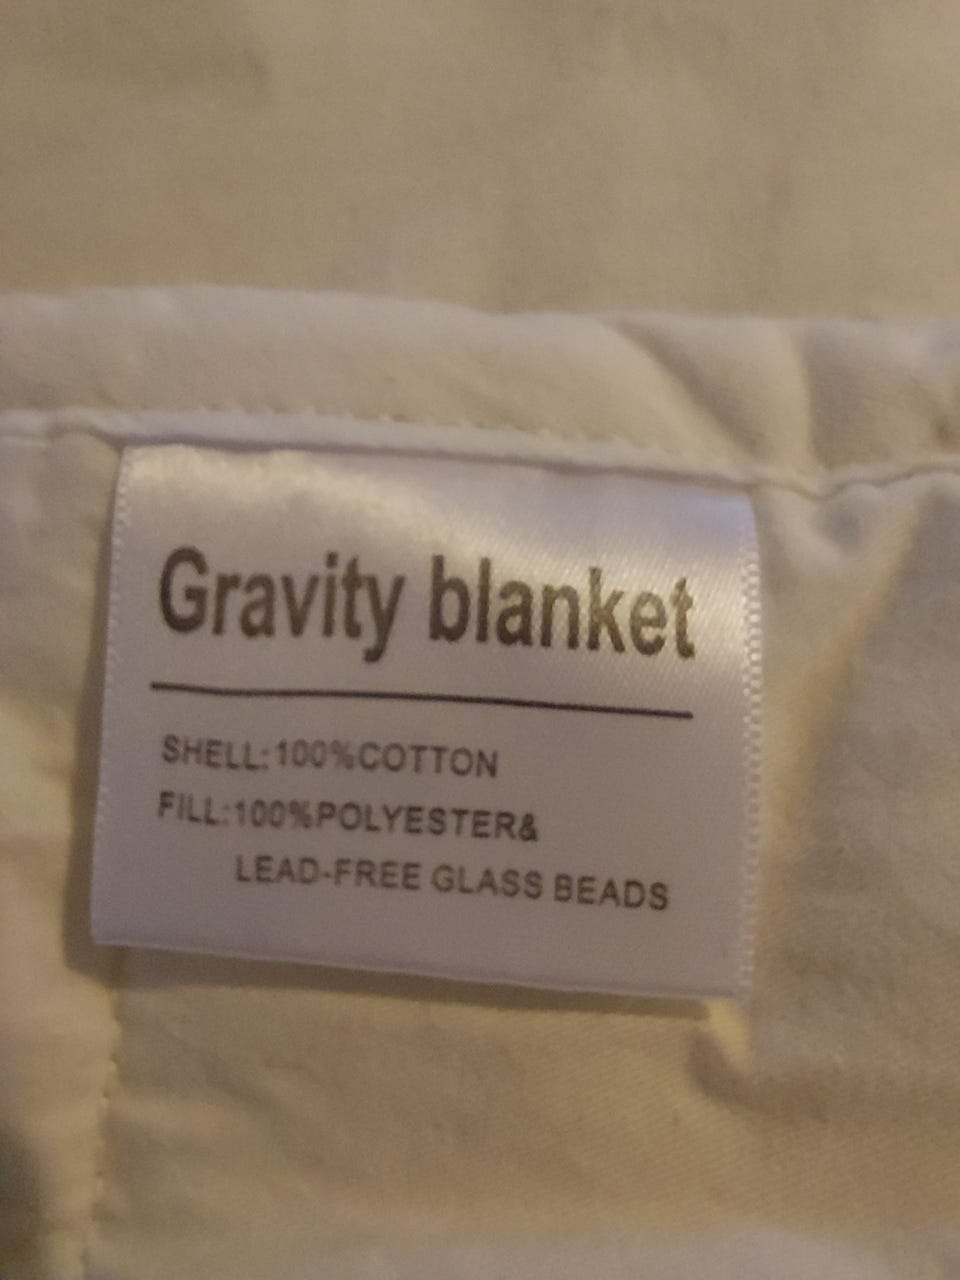 Gravity blanket
SHELL:100%COTTON
FILL:100%POLYESTER&
LEAD-FREE GLASS BEADS